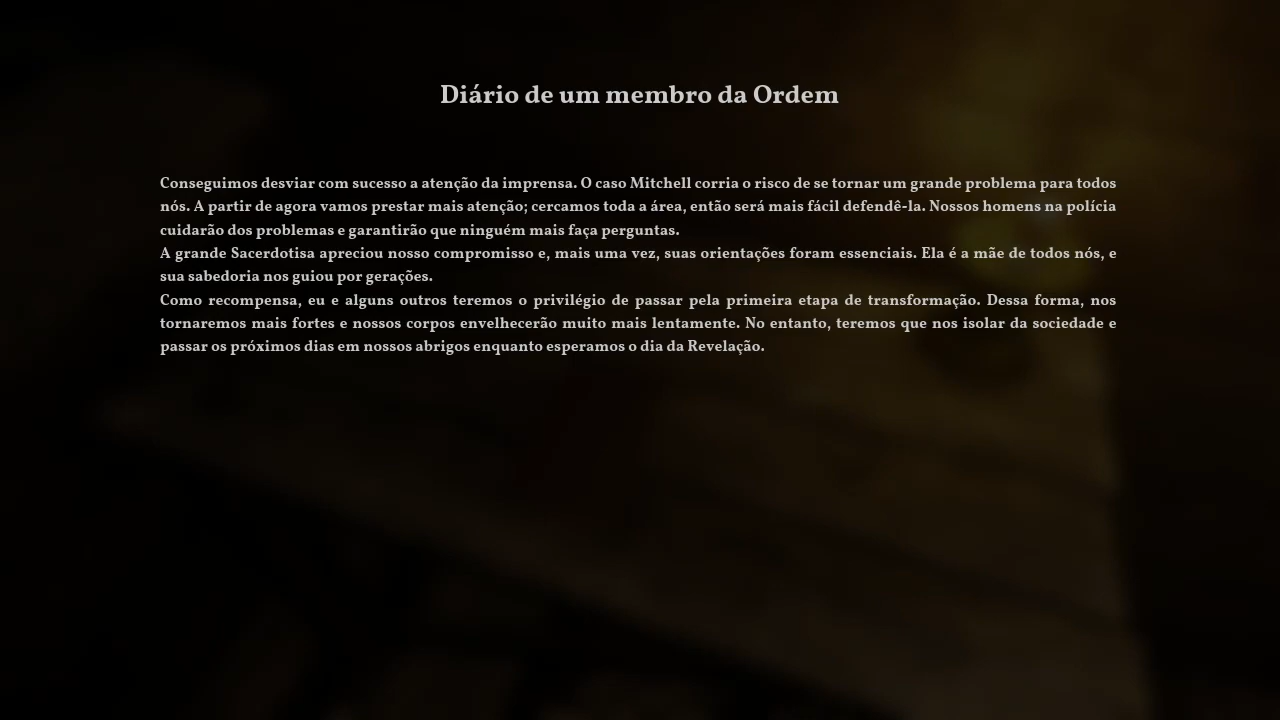 Diário de um membro da Ordem
Conseguimos desviar com sucesso a atenção da imprensa. O caso Mitchell corria o risco de se tornar um grande problema para todos
nós. A partir de agora vamos prestar mais atenção; cercamos toda a área, então será mais fácil defendê-la. Nossos homens na polícia
cuidarão dos problemas e garantirão que ninguém mais faça perguntas.
A grande Sacerdotisa apreciou nosso compromisso e, mais uma vez, suas orientações foram essenciais. Ela é a mãe de todos nós, e
sua sabedoria nos guiou por gerações.
Como recompensa, eu e alguns outros teremos o privilégio de passar pela primeira etapa de transformação. Dessa forma, nos
tornaremos mais fortes e nossos corpos envelhecerão muito mais lentamente. No entanto, teremos que nos isolar da sociedade e
passar os próximos dias em nossos abrigos enquanto esperamos o dia da Revelação.